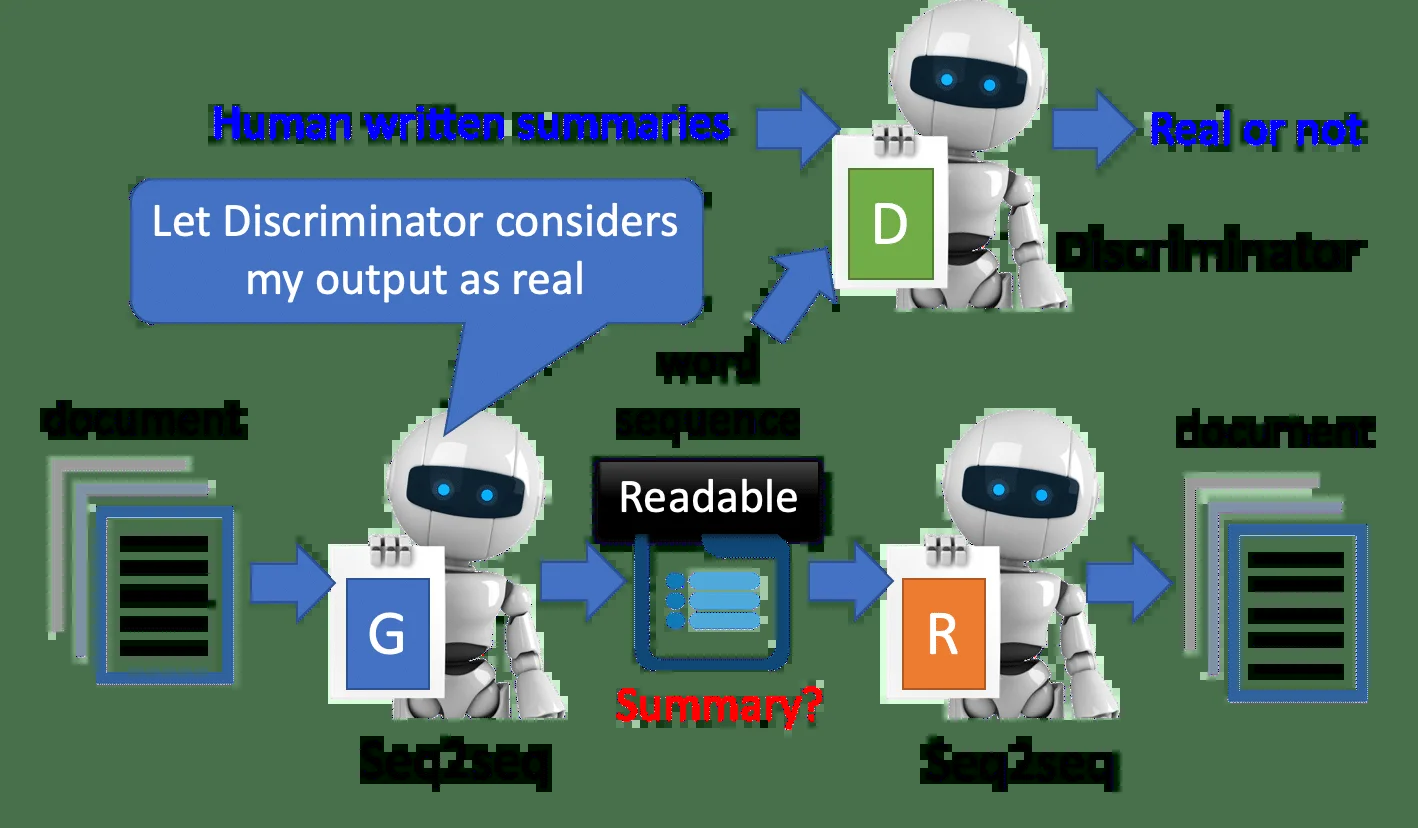 Human written summaries
Real or not
D
Let Discriminator considers
my output as real
Discriminator
word
sequence
document
document
Readable
G
R
Summary?
Seq2seq
Seq2seq